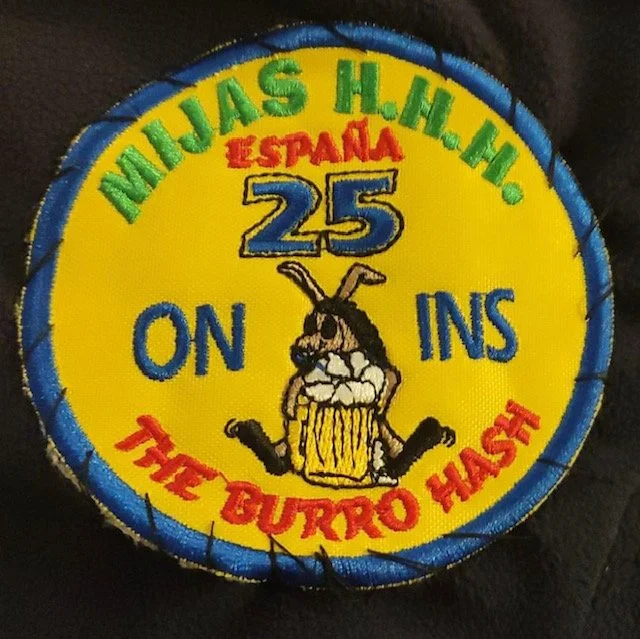 MIJAS H.H.H.
ESPAÑA
25
ON INS
THE BURRO HASH